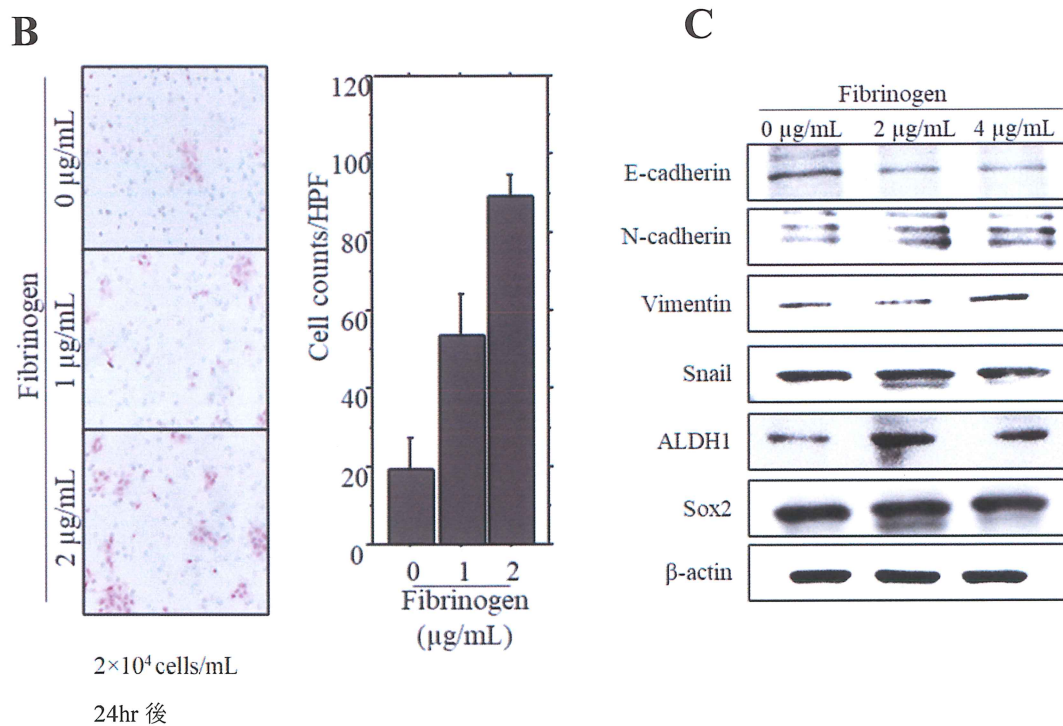 B
Fibrinogen
0 µg/mL
1 µg/mL
2 µg/mL
2×10⁴ cells/mL
24hr 後
Cell counts/HPF
120
100
80
60
40
20
0
0 1 2
Fibrinogen
(µg/mL)
C
Fibrinogen
0 µg/mL 2 µg/mL 4 µg/mL
E-cadherin
N-cadherin
Vimentin
Snail
ALDH1
Sox2
β-actin